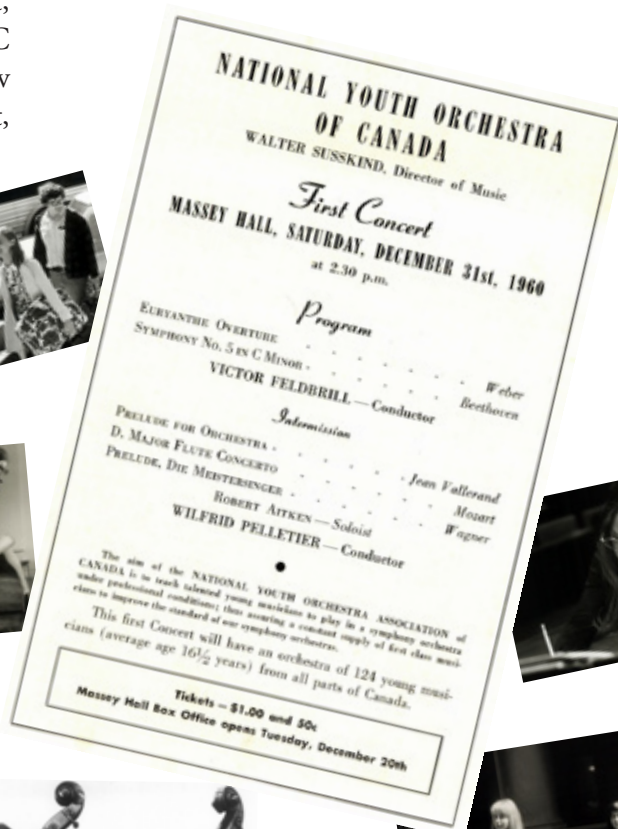 ,
C
v
t,
NATIONAL YOUTH ORCHESTRA
OF CANADA
WALTER SUSSKIND, Director of Music
First Concert
MASSEY HALL, SATURDAY, DECEMBER 31st, 1960
at 2.30 p.m.
Program
EURYANTHE OVERTURE . . . . . Weber
SYMPHONY No. 5 IN C MINOR . . . . . Beethoven
VICTOR FELDBRILL—Conductor
Intermission
PRELUDE FOR ORCHESTRA . . . . . Jean Vallerand
D. MAJOR FLUTE CONCERTO . . . . . Mozart
PRELUDE, DIE MEISTERSINGER . . . . . Wagner
ROBERT AITKEN—Soloist
WILFRID PELLETIER—Conductor
The aim of the NATIONAL YOUTH ORCHESTRA ASSOCIATION of
CANADA is to teach talented young musicians to play in a symphony orchestra
under professional conditions; thus assuring a constant supply of first class musi-
cians to improve the standard of our symphony orchestras.
This first Concert will have an orchestra of 124 young musi-
cians (average age 16½ years) from all parts of Canada.
Tickets — $1.00 and 50c
Massey Hall Box Office opens Tuesday, December 20th